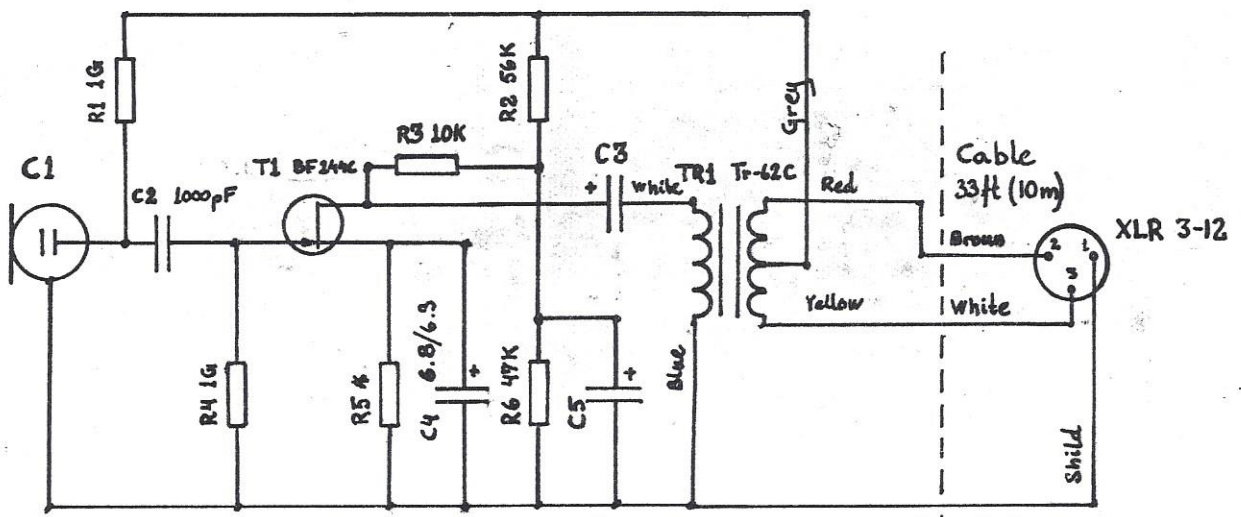 R1 1G
R2 56K
Grey
R3 10K
C1
T1 BF244C
C3
Cable
33ft (10m)
C2 1000pF
+ White
TR1 Tr-62C
Red
XLR 3-12
Brown
2 1
3
Yellow
White
6.8/6.3
Blue
R4 1G
R5 *
C4
+
R6 47K
C5
+
Shild